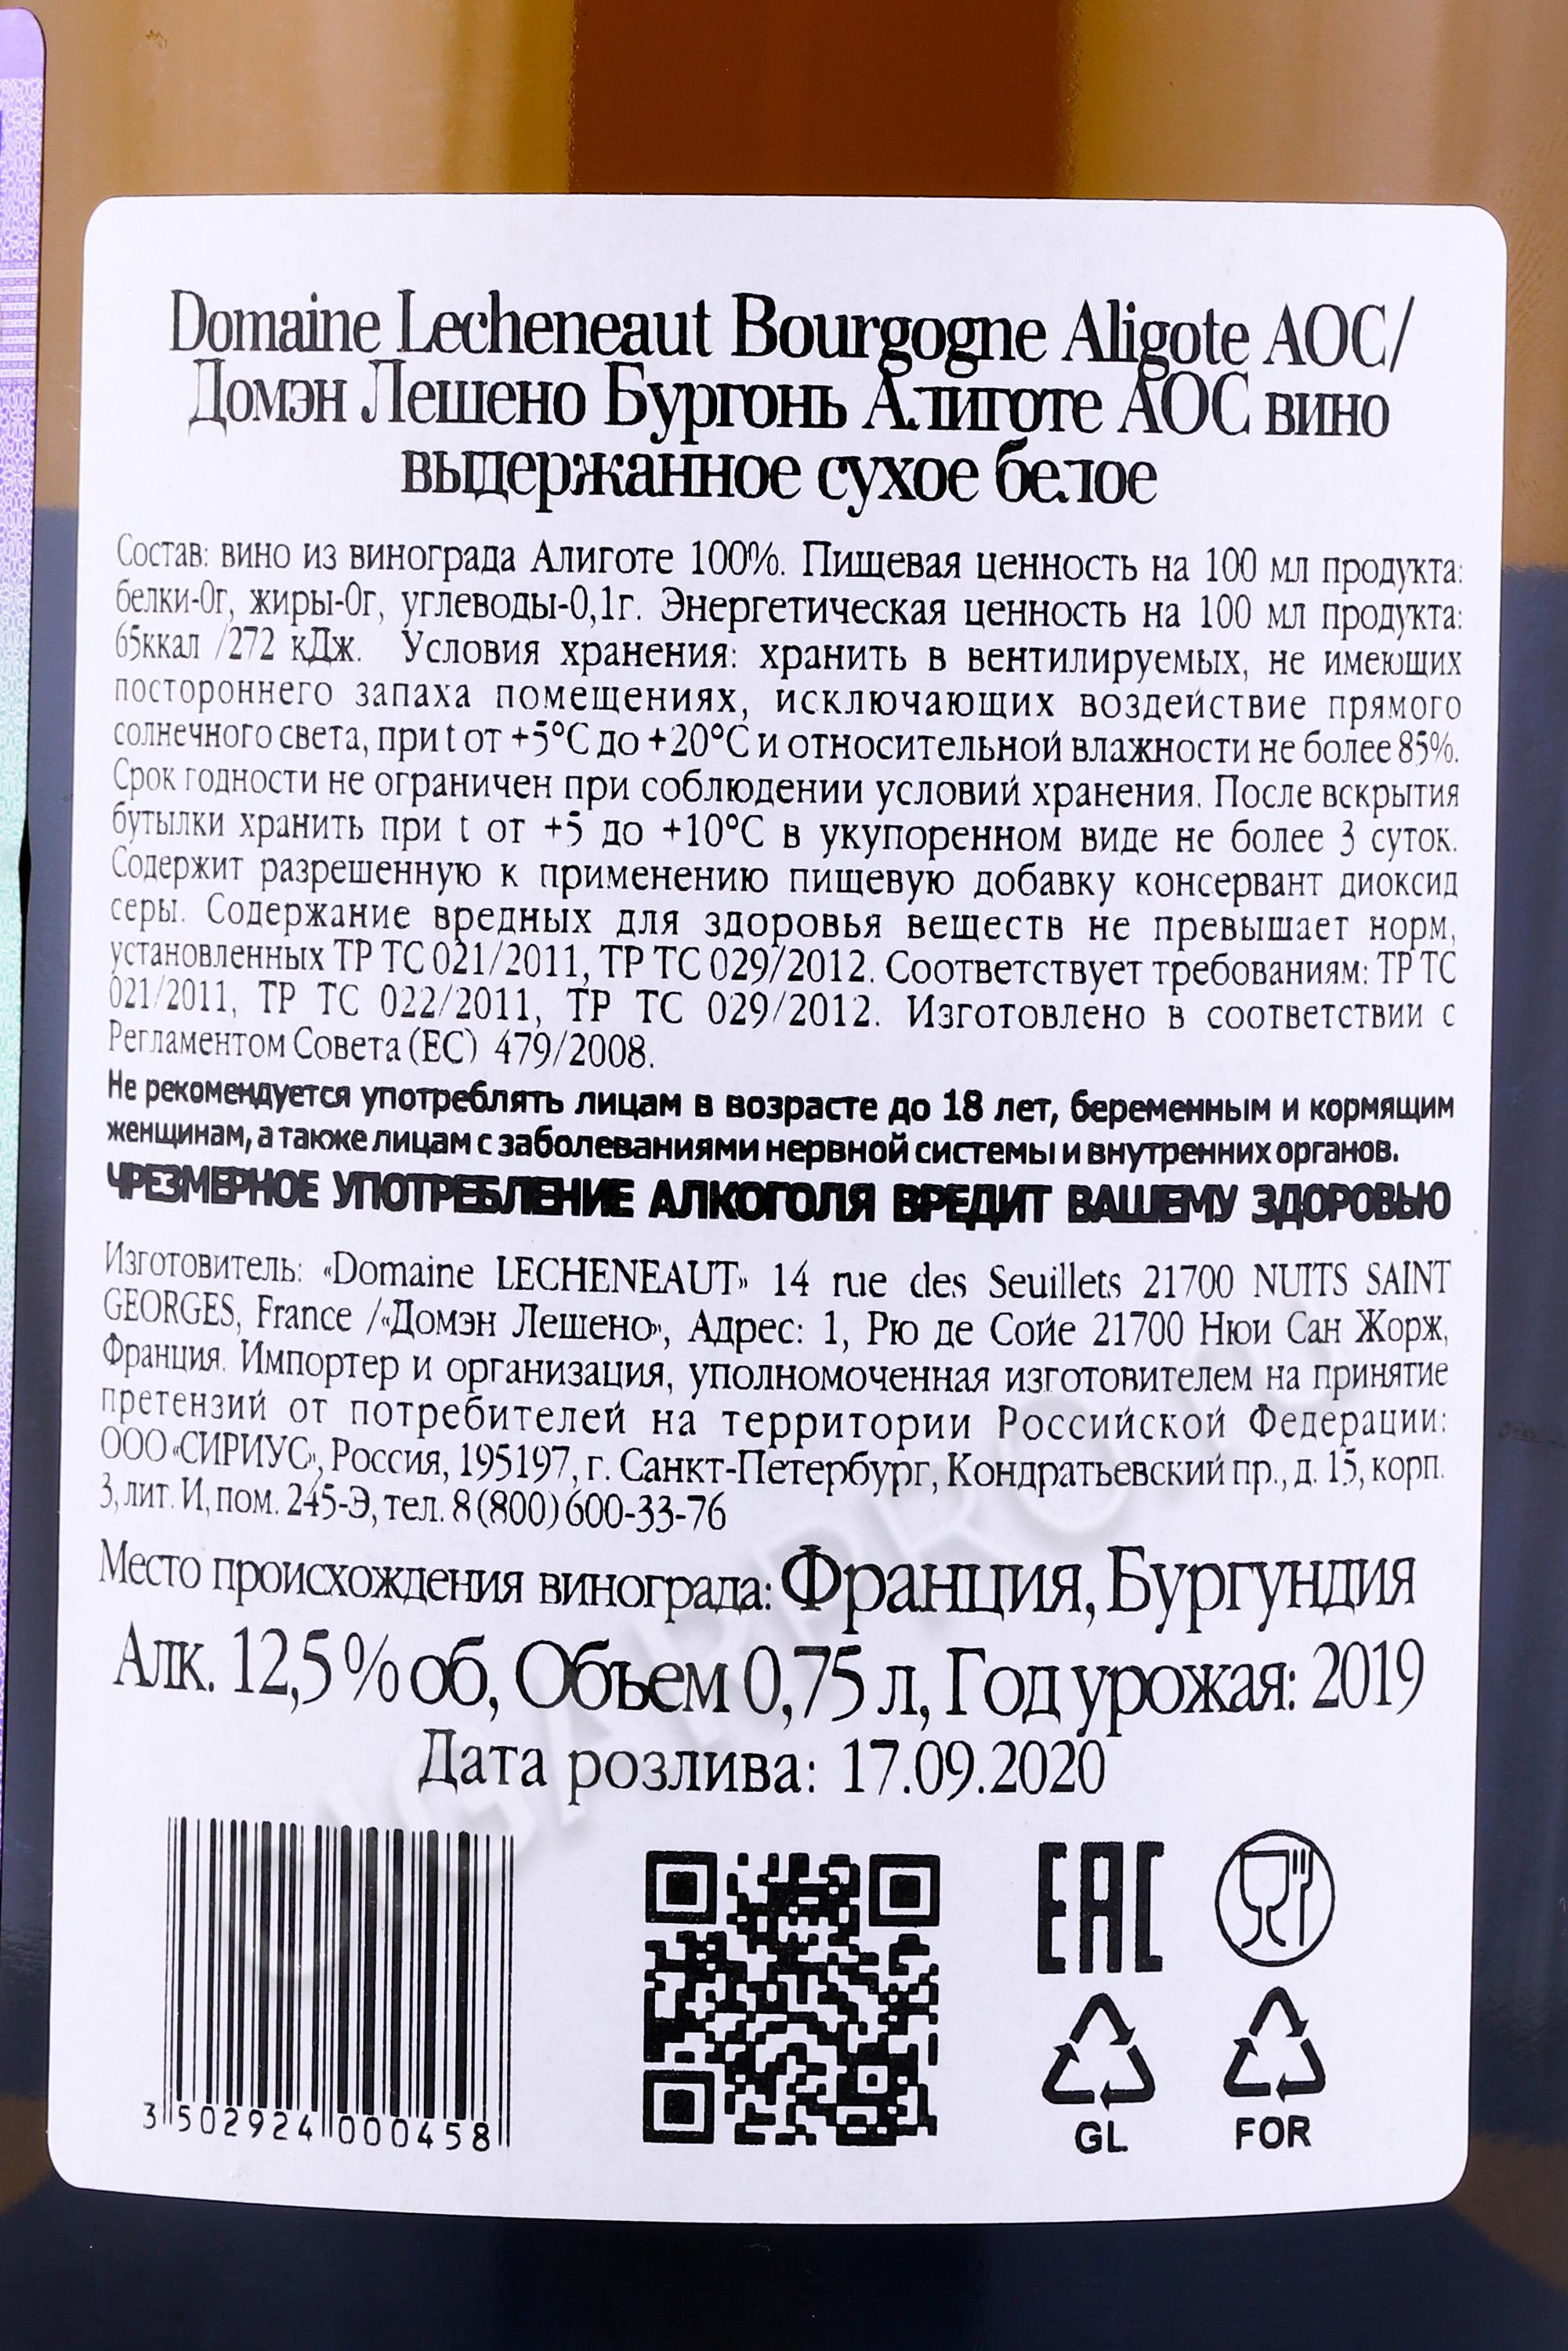 Domaine Lecheneaut Bourgogne Aligote AOC/
Домэн Лешено Бургонь Алиготе АОС вино
выдержанное сухое белое
Состав: вино из винограда Алиготе 100%. Пищевая ценность на 100 мл продукта:
белки-0г, жиры-0г, углеводы-0,1г. Энергетическая ценность на 100 мл продукта:
65ккал /272 кДж. Условия хранения: хранить в вентилируемых, не имеющих
постороннего запаха помещениях, исключающих воздействие прямого
солнечного света, при t от +5°С до +20°С и относительной влажности не более 85%.
Срок годности не ограничен при соблюдении условий хранения. После вскрытия
бутылки хранить при t от +5 до +10°С в укупоренном виде не более 3 суток.
Содержит разрешенную к применению пищевую добавку консервант диоксид
серы. Содержание вредных для здоровья веществ не превышает норм,
установленных ТР ТС 021/2011, ТР ТС 029/2012. Соответствует требованиям: ТР ТС
021/2011, ТР ТС 022/2011, ТР ТС 029/2012. Изготовлено в соответствии с
Регламентом Совета (ЕС) 479/2008.
Не рекомендуется употреблять лицам в возрасте до 18 лет, беременным и кормящим
женщинам, а также лицам с заболеваниями нервной системы и внутренних органов.
ЧРЕЗМЕРНОЕ УПОТРЕБЛЕНИЕ АЛКОГОЛЯ ВРЕДИТ ВАШЕМУ ЗДОРОВЬЮ
Изготовитель: «Domaine LECHENEAUT» 14 rue des Seuillets 21700 NUITS SAINT
GEORGES, France /«Домэн Лешено», Адрес: 1, Рю де Сойе 21700 Нюи Сан Жорж,
Франция. Импортер и организация, уполномоченная изготовителем на принятие
претензий от потребителей на территории Российской Федерации:
ООО «СИРИУС», Россия, 195197, г. Санкт-Петербург, Кондратьевский пр., д. 15, корп.
3, лит. И, пом. 245-Э, тел. 8 (800) 600-33-76
Место происхождения винограда: Франция, Бургундия
Алк. 12,5 % об, Объем 0,75 л, Год урожая: 2019
Дата розлива: 17.09.2020
EAC
3 502924 000458
GL FOR